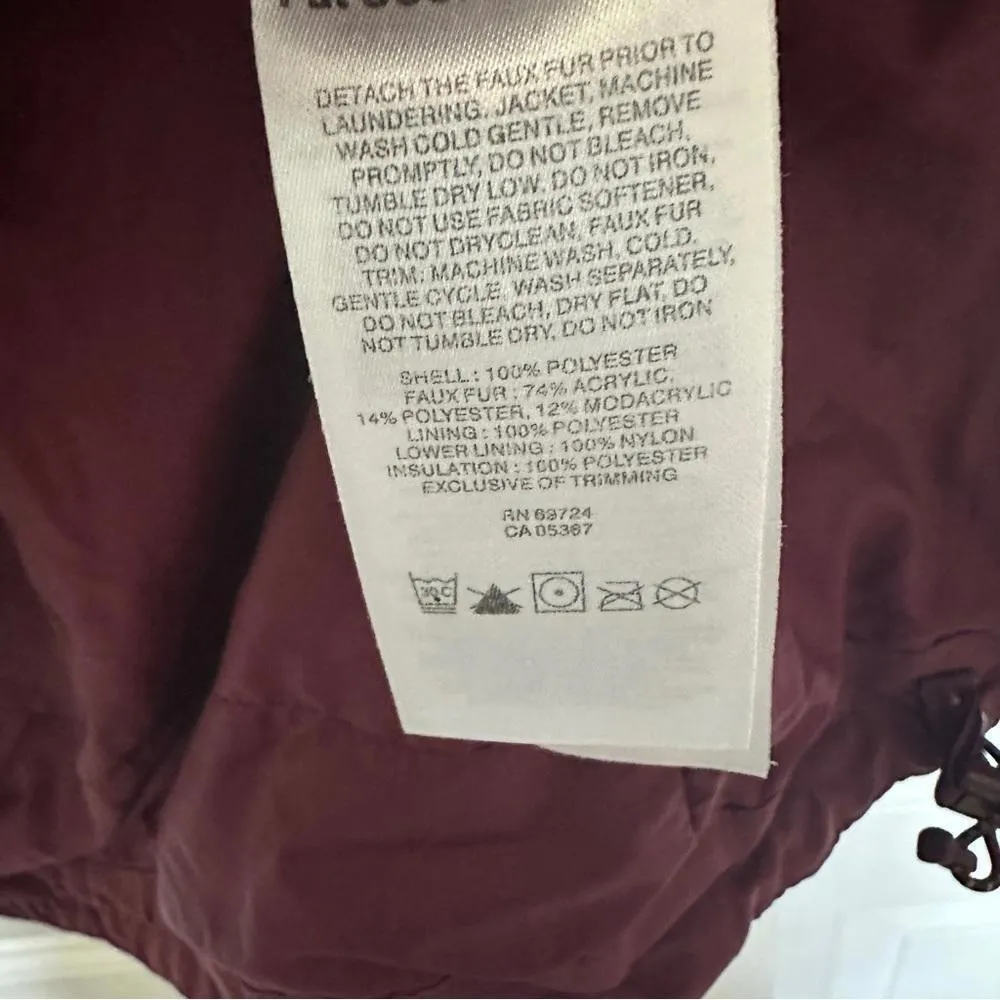 DETACH THE FAUX FUR PRIOR TO
LAUNDERING. JACKET, MACHINE
WASH COLD GENTLE, REMOVE
PROMPTLY, DO NOT BLEACH.
TUMBLE DRY LOW. DO NOT IRON,
DO NOT USE FABRIC SOFTENER,
DO NOT DRYCLEAN, FAUX FUR
TRIM: MACHINE WASH, COLD,
GENTLE CYCLE, WASH SEPARATELY,
DO NOT BLEACH, DRY FLAT, DO
NOT TUMBLE DRY, DO NOT IRON
SHELL : 100% POLYESTER
FAUX FUR : 74% ACRYLIC,
14% POLYESTER, 12% MODACRYLIC
LINING : 100% POLYESTER
LOWER LINING : 100% NYLON
INSULATION : 100% POLYESTER
EXCLUSIVE OF TRIMMING
RN 69724
CA 05367
30 C